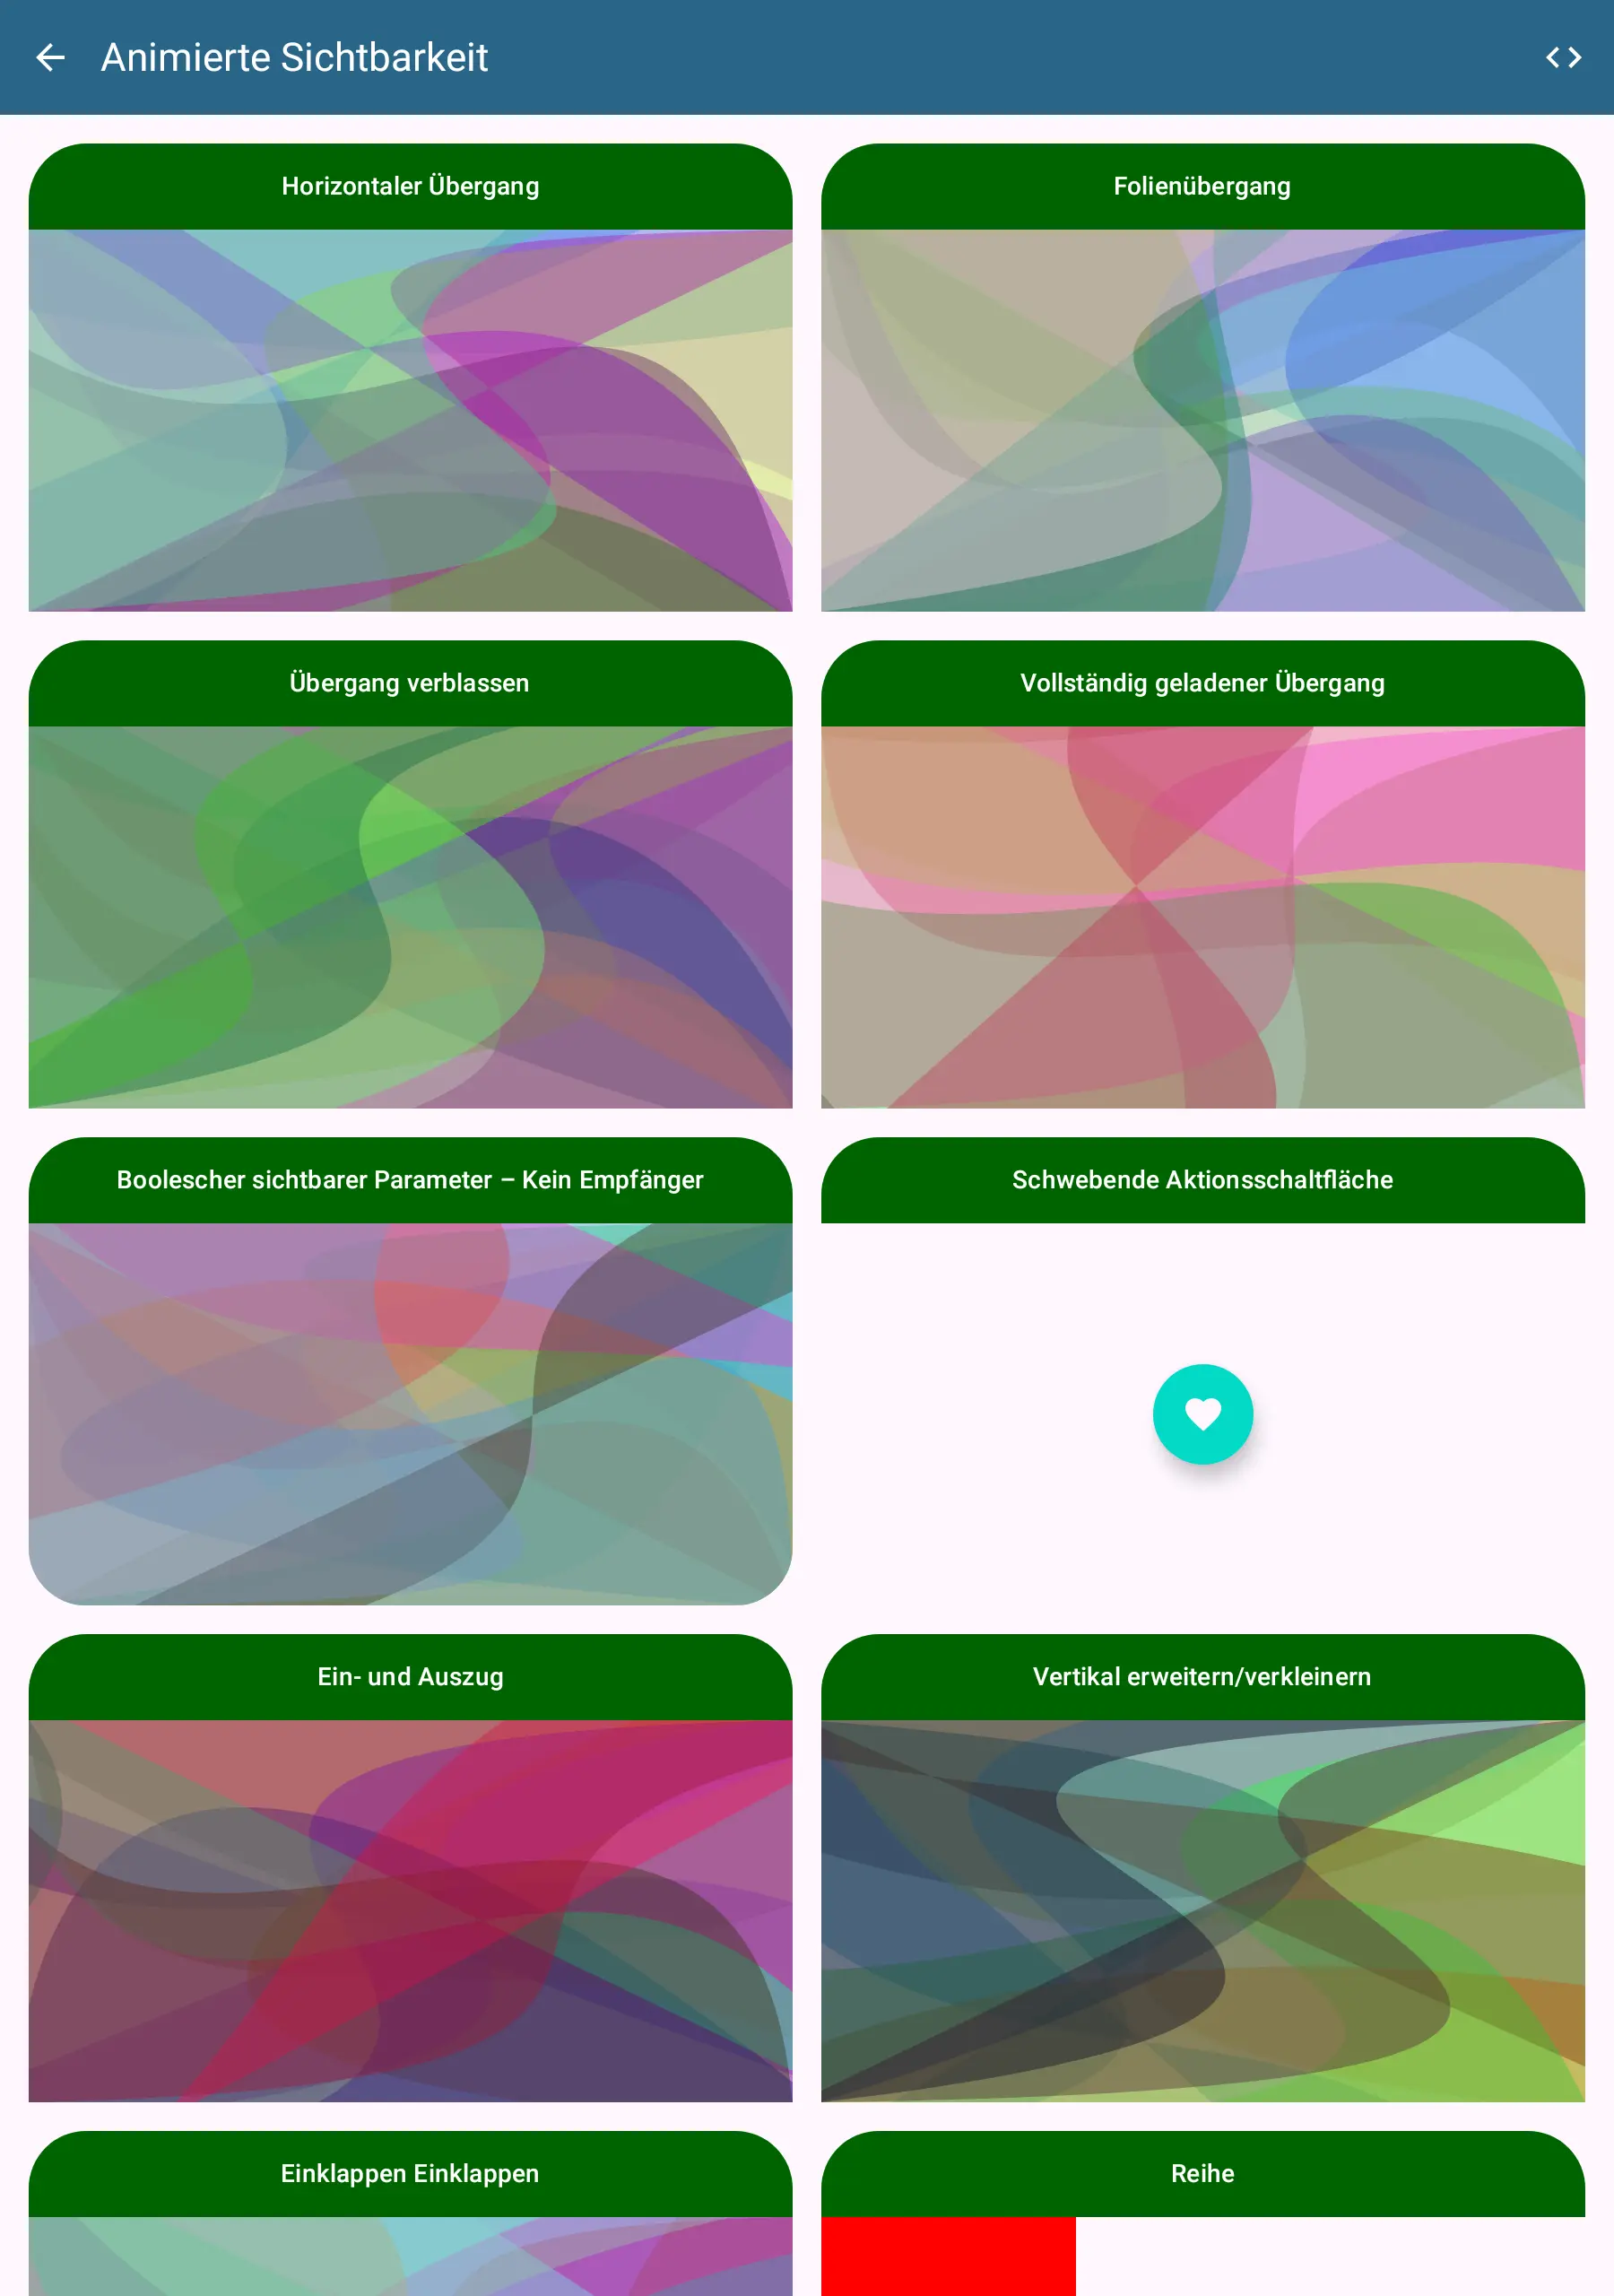 Animierte Sichtbarkeit
Horizontaler Übergang
Folienübergang
Übergang verblassen
Vollständig geladener Übergang
Boolescher sichtbarer Parameter – Kein Empfänger
Schwebende Aktionsschaltfläche
Ein- und Auszug
Vertikal erweitern/verkleinern
Einklappen Einklappen
Reihe